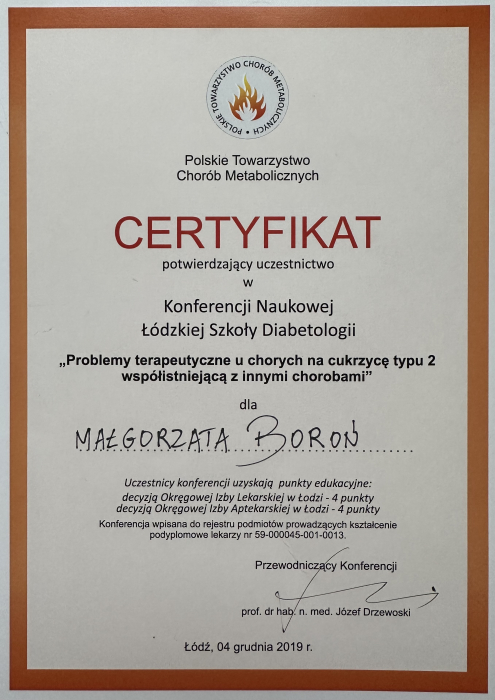 POLSKIE TOWARZYSTWO CHORÓB METABOLICZNYCH •
Polskie Towarzystwo
Chorób Metabolicznych
CERTYFIKAT
potwierdzający uczestnictwo
w
Konferencji Naukowej
Łódzkiej Szkoły Diabetologii
„Problemy terapeutyczne u chorych na cukrzycę typu 2
współistniejącą z innymi chorobami”
dla
MAŁGORZATA BOROŃ
Uczestnicy konferencji uzyskają punkty edukacyjne:
decyzją Okręgowej Izby Lekarskiej w Łodzi - 4 punkty
decyzją Okręgowej Izby Aptekarskiej w Łodzi - 4 punkty
Konferencja wpisana do rejestru podmiotów prowadzących kształcenie
podyplomowe lekarzy nr 59-000045-001-0013.
Przewodniczący Konferencji
prof. dr hab. n. med. Józef Drzewoski
Łódź, 04 grudnia 2019 r.